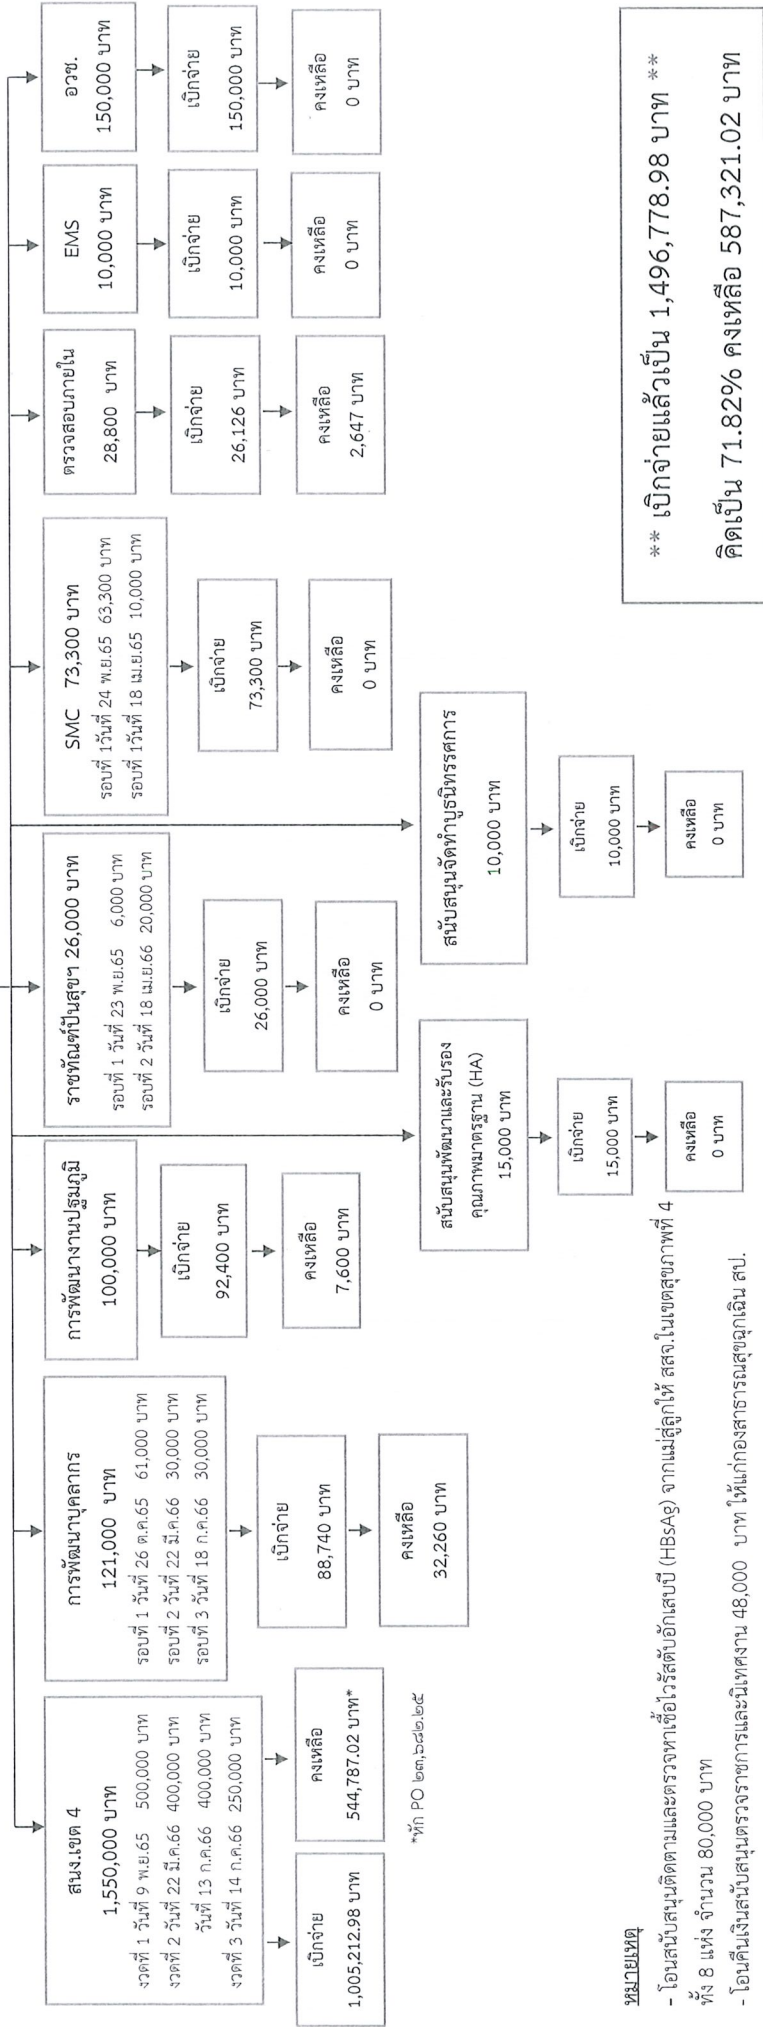 สนง.เขต 4
1,550,000 บาท
งวดที่ 1 วันที่ 9 พ.ย.65 500,000 บาท
งวดที่ 2 วันที่ 22 มี.ค.66 400,000 บาท
วันที่ 13 ก.ค.66 400,000 บาท
งวดที่ 3 วันที่ 14 ก.ค.66 250,000 บาท
เบิกจ่าย
1,005,212.98 บาท
คงเหลือ
544,787.02 บาท*
*หัก PO ๒๓,๖๘๒.๒๕
การพัฒนาบุคลากร
121,000 บาท
รอบที่ 1 วันที่ 26 ต.ค.65 61,000 บาท
รอบที่ 2 วันที่ 22 มี.ค.66 30,000 บาท
รอบที่ 3 วันที่ 18 ก.ค.66 30,000 บาท
เบิกจ่าย
88,740 บาท
คงเหลือ
32,260 บาท
การพัฒนางานปฐมภูมิ
100,000 บาท
เบิกจ่าย
92,400 บาท
คงเหลือ
7,600 บาท
ราชทัณฑ์ปันสุขฯ 26,000 บาท
รอบที่ 1 วันที่ 23 พ.ย.65 6,000 บาท
รอบที่ 2 วันที่ 18 เม.ย.66 20,000 บาท
เบิกจ่าย
26,000 บาท
คงเหลือ
0 บาท
SMC 73,300 บาท
รอบที่ 1วันที่ 24 พ.ย.65 63,300 บาท
รอบที่ 1วันที่ 18 เม.ย.65 10,000 บาท
เบิกจ่าย
73,300 บาท
คงเหลือ
0 บาท
ตรวจสอบภายใน
28,800 บาท
เบิกจ่าย
26,126 บาท
คงเหลือ
2,647 บาท
EMS
10,000 บาท
เบิกจ่าย
10,000 บาท
คงเหลือ
0 บาท
อวช.
150,000 บาท
เบิกจ่าย
150,000 บาท
คงเหลือ
0 บาท
สนับสนุนพัฒนาและรับรอง
คุณภาพมาตรฐาน (HA)
15,000 บาท
เบิกจ่าย
15,000 บาท
คงเหลือ
0 บาท
สนับสนุนจัดทำบูธนิทรรศการ
10,000 บาท
เบิกจ่าย
10,000 บาท
คงเหลือ
0 บาท
หมายเหตุ
- โอนสนับสนุนติดตามและตรวจหาเชื้อไวรัสตับอักเสบบี (HBsAg) จากแม่สู่ลูกให้ สสจ.ในเขตสุขภาพที่ 4
ทั้ง 8 แห่ง จำนวน 80,000 บาท
- โอนคืนเงินสนับสนุนตรวจราชการและนิเทศงาน 48,000 บาท ให้แก่กองสาธารณสุขฉุกเฉิน สป.
** เบิกจ่ายแล้วเป็น 1,496,778.98 บาท **
คิดเป็น 71.82% คงเหลือ 587,321.02 บาท